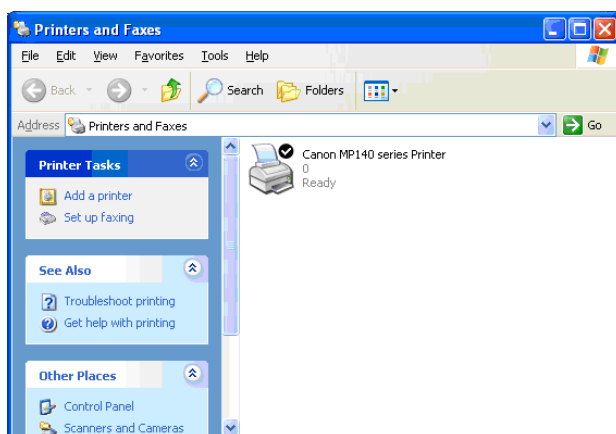 Printers and Faxes
File Edit View Favorites Tools Help
Back Search Folders
Address Printers and Faxes Go
Printer Tasks
Add a printer
Set up faxing
See Also
Troubleshoot printing
Get help with printing
Other Places
Control Panel
Scanners and Cameras
Canon MP140 series Printer
0
Ready